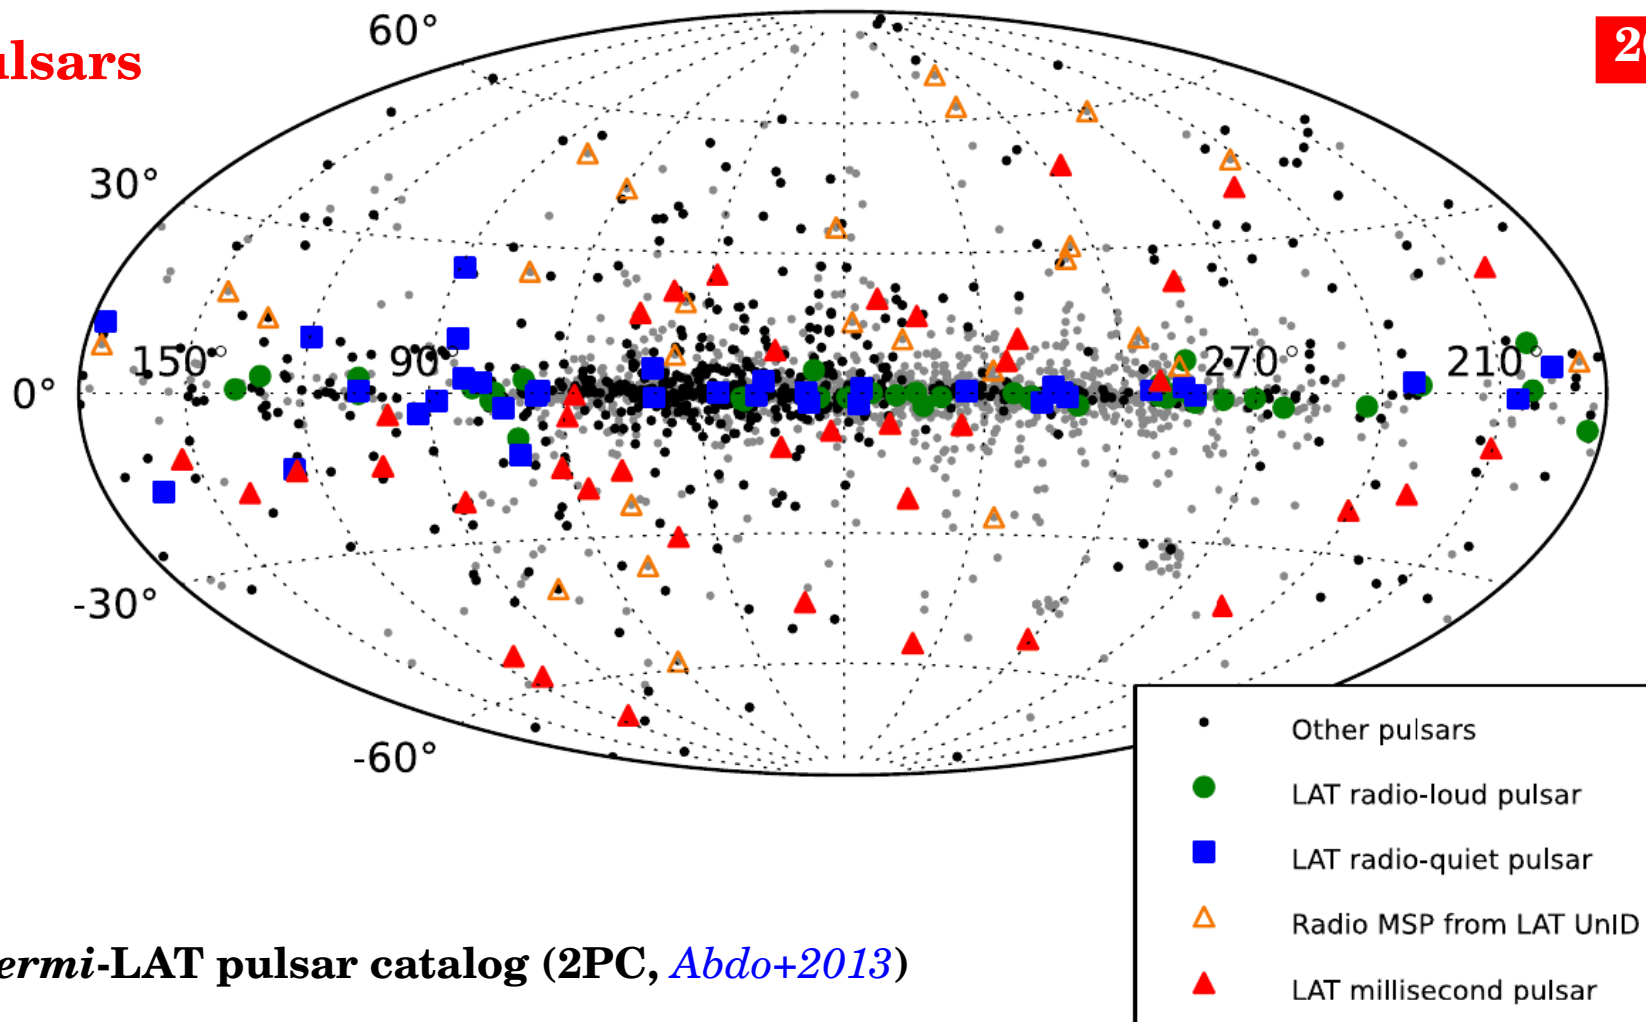 60°
ulsars
30°
150° 90° 270° 210°
0°
-30°
-60°
Other pulsars
LAT radio-loud pulsar
LAT radio-quiet pulsar
Radio MSP from LAT UnID
LAT millisecond pulsar
ermi-LAT pulsar catalog (2PC, Abdo+2013)